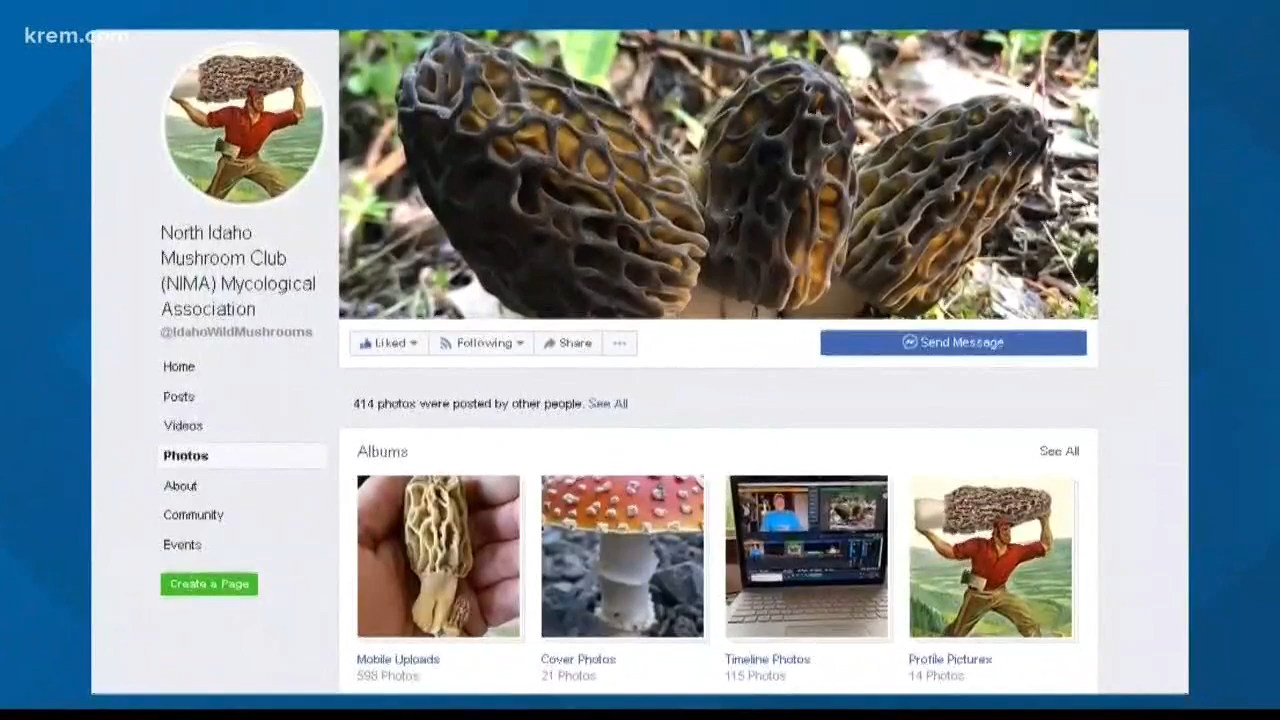 krem.com
North Idaho
Mushroom Club
(NIMA) Mycological
Association
@IdahoWildMushrooms
Home
Posts
Videos
Photos
About
Community
Events
Create a Page
Liked
Following
Share
Send Message
414 photos were posted by other people. See All
Albums
See All
Mobile Uploads
598 Photos
Cover Photos
21 Photos
Timeline Photos
115 Photos
Profile Pictures
14 Photos